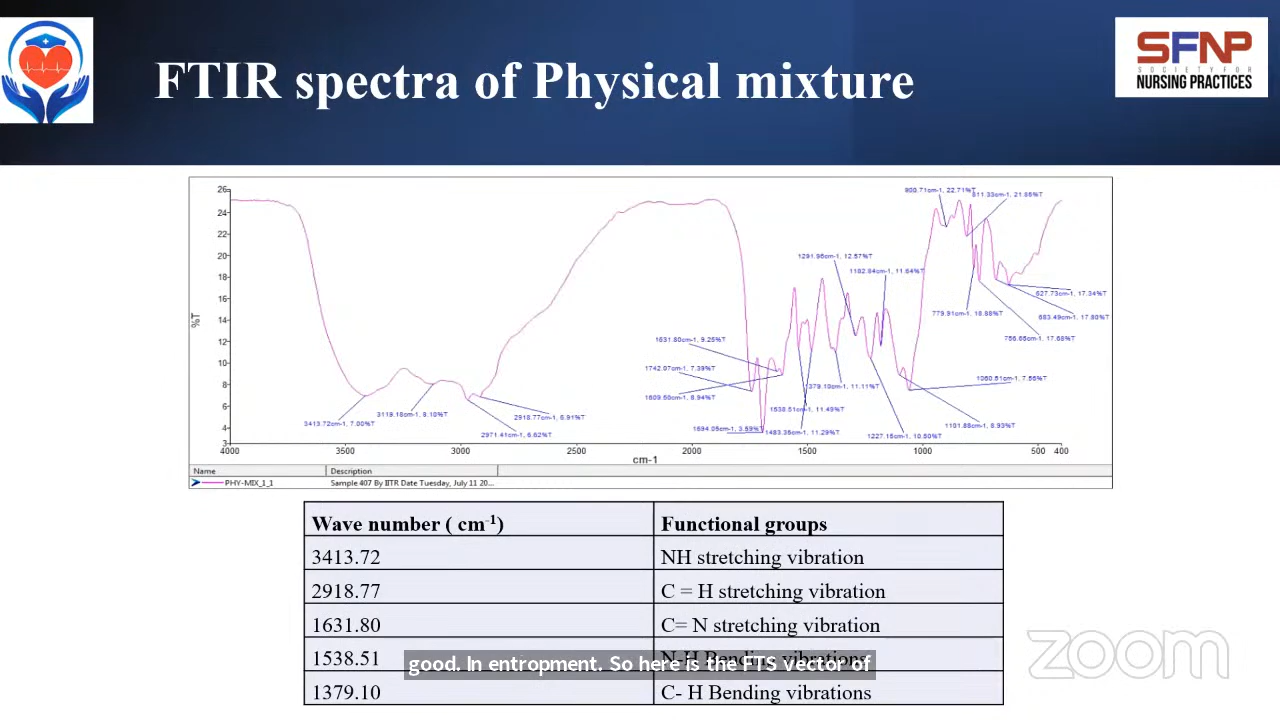 FTIR spectra of Physical mixture
SFNP
SOCIETY FOR
NURSING PRACTICES
%T
26
24
22
20
18
16
14
12
10
8
6
4
3
4000 3500 3000 2500 2000 1500 1000 500 400
cm-1
3413.72cm-1, 7.00%T
3119.18cm-1, 8.10%T
2971.41cm-1, 6.62%T
2918.77cm-1, 6.91%T
1631.80cm-1, 9.25%T
1742.07cm-1, 7.39%T
1609.50cm-1, 8.94%T
1694.05cm-1, 3.59%T
1483.35cm-1, 11.29%T
1538.51cm-1, 11.49%T
1379.10cm-1, 11.11%T
1291.96cm-1, 12.57%T
1182.84cm-1, 11.64%T
1227.15cm-1, 10.80%T
1101.88cm-1, 8.93%T
1060.81cm-1, 7.56%T
900.71cm-1, 22.71%T
811.33cm-1, 21.85%T
779.91cm-1, 18.88%T
756.65cm-1, 17.68%T
683.49cm-1, 17.80%T
627.73cm-1, 17.34%T
Name Description
PHY-MIX_1_1 Sample 407 By IITR Date Tuesday, July 11 20...
Wave number ( cm-1) Functional groups
3413.72 NH stretching vibration
2918.77 C = H stretching vibration
1631.80 C= N stretching vibration
1538.51 N-H Bending vibrations
1379.10 C- H Bending vibrations
good. In entropment. So here is the FTS vector of
zoom